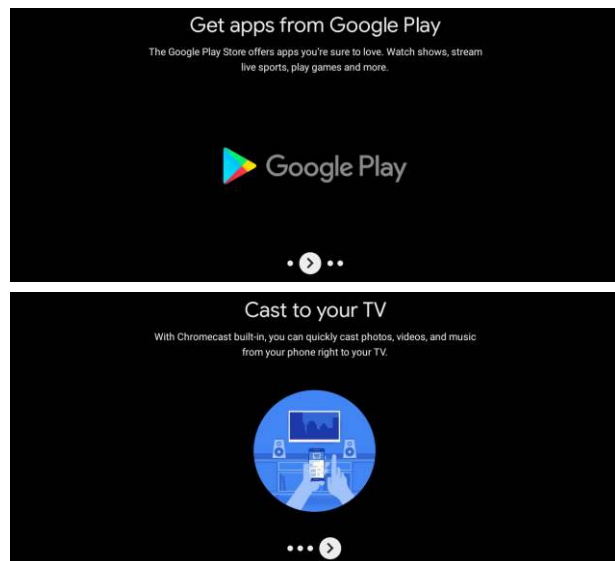 Get apps from Google Play
The Google Play Store offers apps you're sure to love. Watch shows, stream
live sports, play games and more.
Google Play
Cast to your TV
With Chromecast built-in, you can quickly cast photos, videos, and music
from your phone right to your TV.